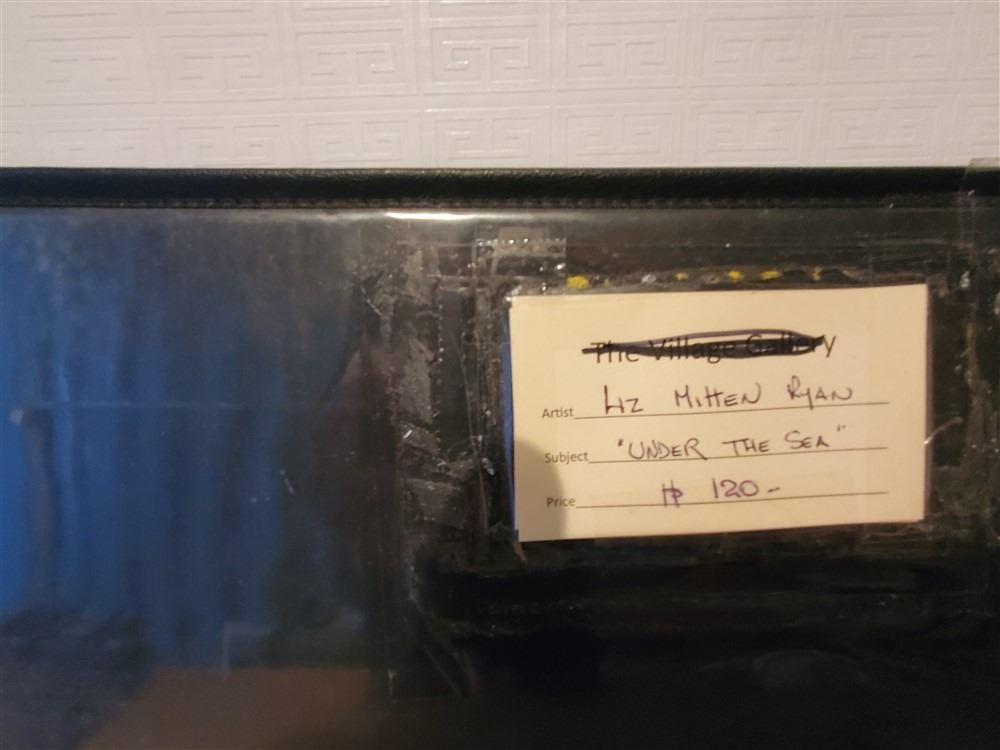 The Village Gallery
Artist Liz Mitten Ryan
Subject "UNDER THE SEA"
Price $ 120-